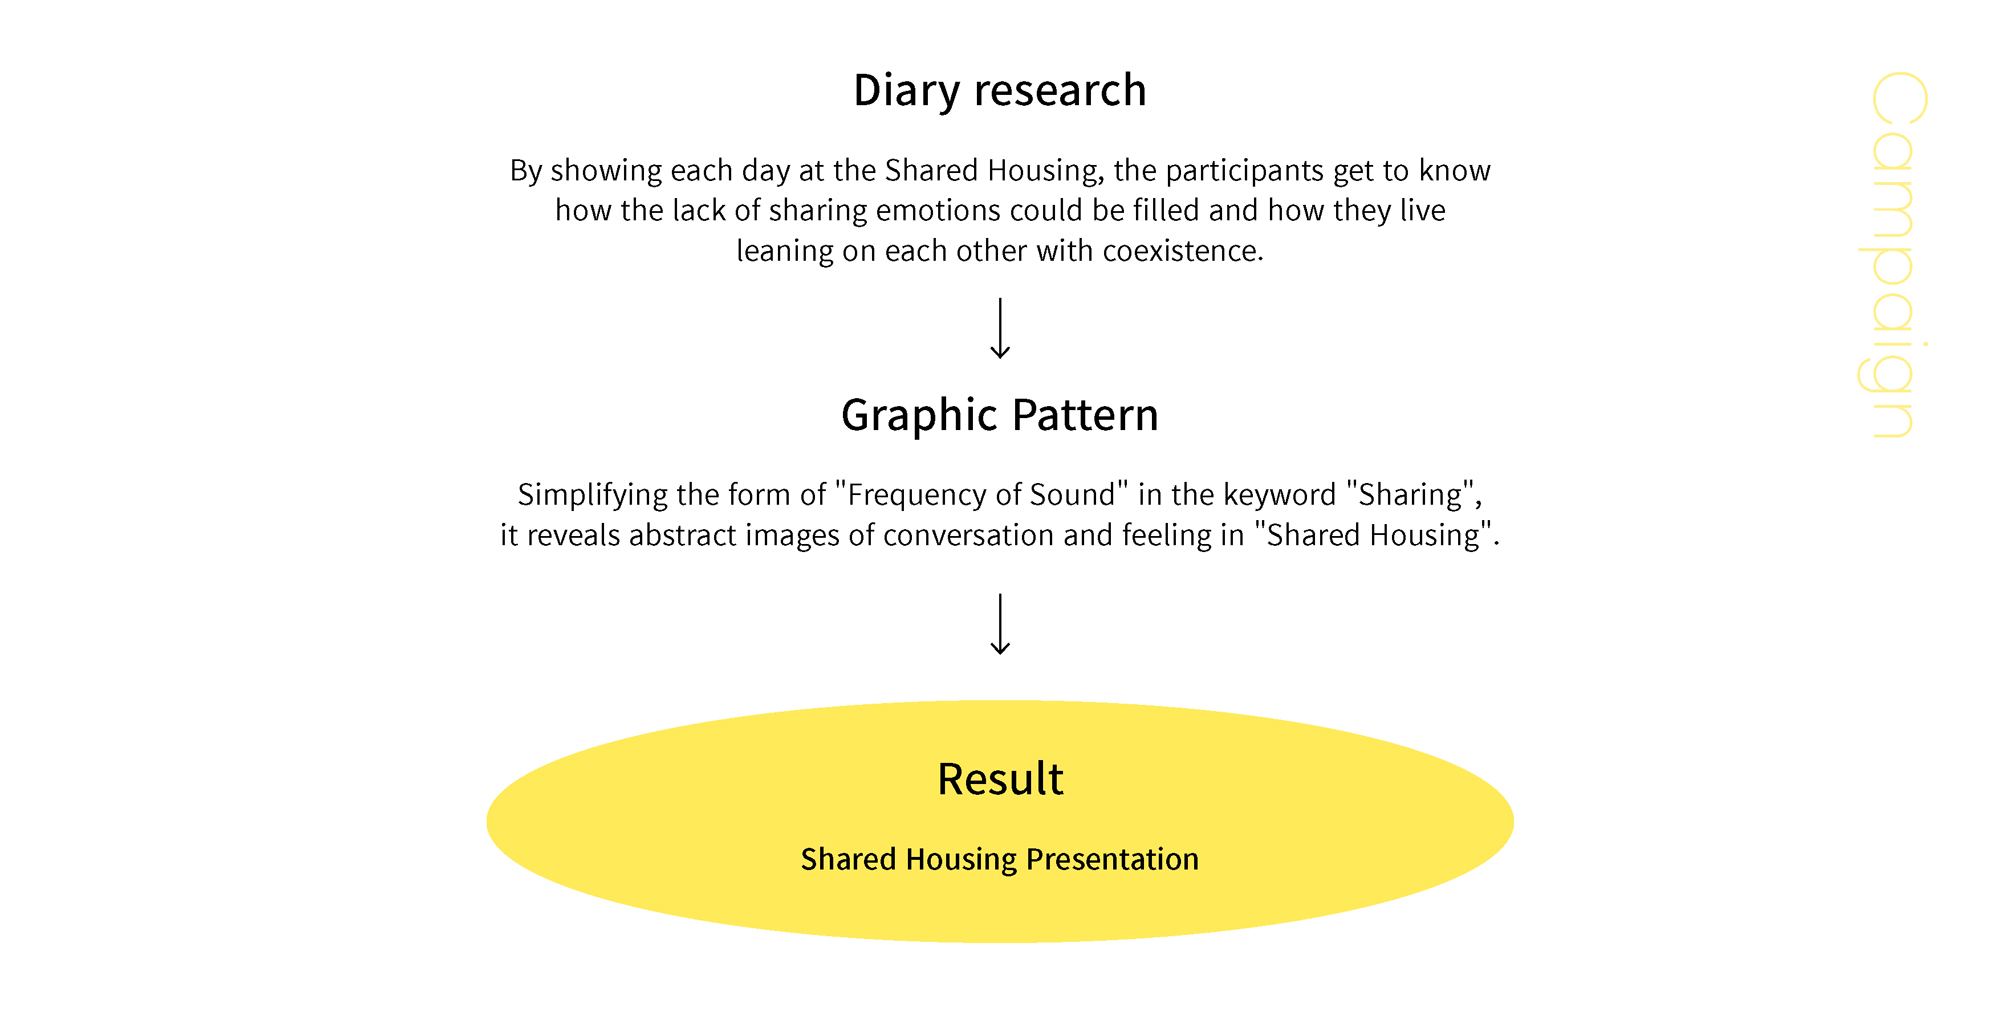 Diary research
By showing each day at the Shared Housing, the participants get to know
how the lack of sharing emotions could be filled and how they live
leaning on each other with coexistence.
Graphic Pattern
Simplifying the form of "Frequency of Sound" in the keyword "Sharing",
it reveals abstract images of conversation and feeling in "Shared Housing".
Result
Shared Housing Presentation
Campaign